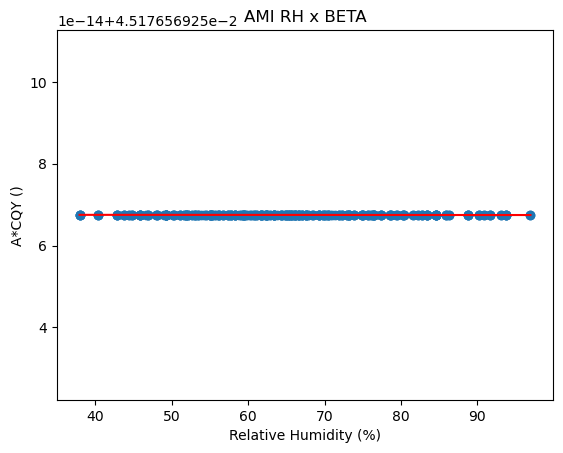 AMI RH x BETA
1e−14+4.517656925e−2
10
8
6
4
A*CQY ()
40 50 60 70 80 90
Relative Humidity (%)